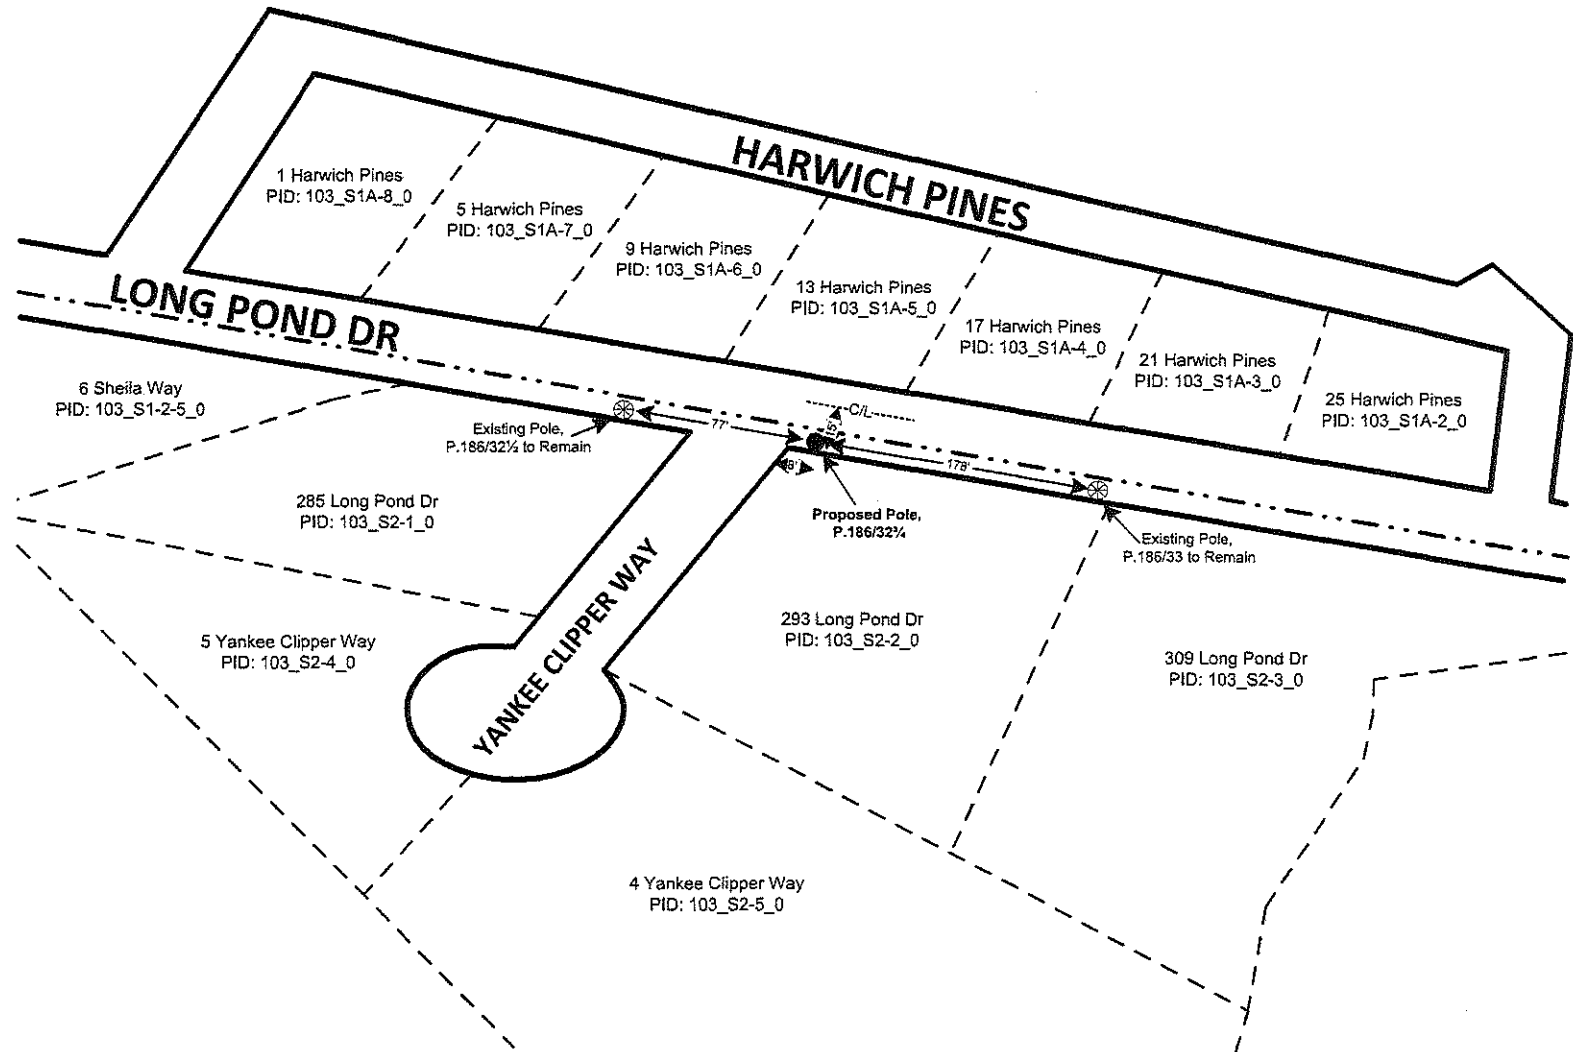 HARWICH PINES
1 Harwich Pines
PID: 103_S1A-8_0
5 Harwich Pines
PID: 103_S1A-7_0
9 Harwich Pines
PID: 103_S1A-6_0
13 Harwich Pines
PID: 103_S1A-5_0
17 Harwich Pines
PID: 103_S1A-4_0
21 Harwich Pines
PID: 103_S1A-3_0
25 Harwich Pines
PID: 103_S1A-2_0
LONG POND DR
6 Sheila Way
PID: 103_S1-2-5_0
Existing Pole,
P.186/32½ to Remain
77'
C/L
15'
178'
Proposed Pole,
P.186/32¾
Existing Pole,
P.186/33 to Remain
285 Long Pond Dr
PID: 103_S2-1_0
YANKEE CLIPPER WAY
293 Long Pond Dr
PID: 103_S2-2_0
309 Long Pond Dr
PID: 103_S2-3_0
5 Yankee Clipper Way
PID: 103_S2-4_0
4 Yankee Clipper Way
PID: 103_S2-5_0